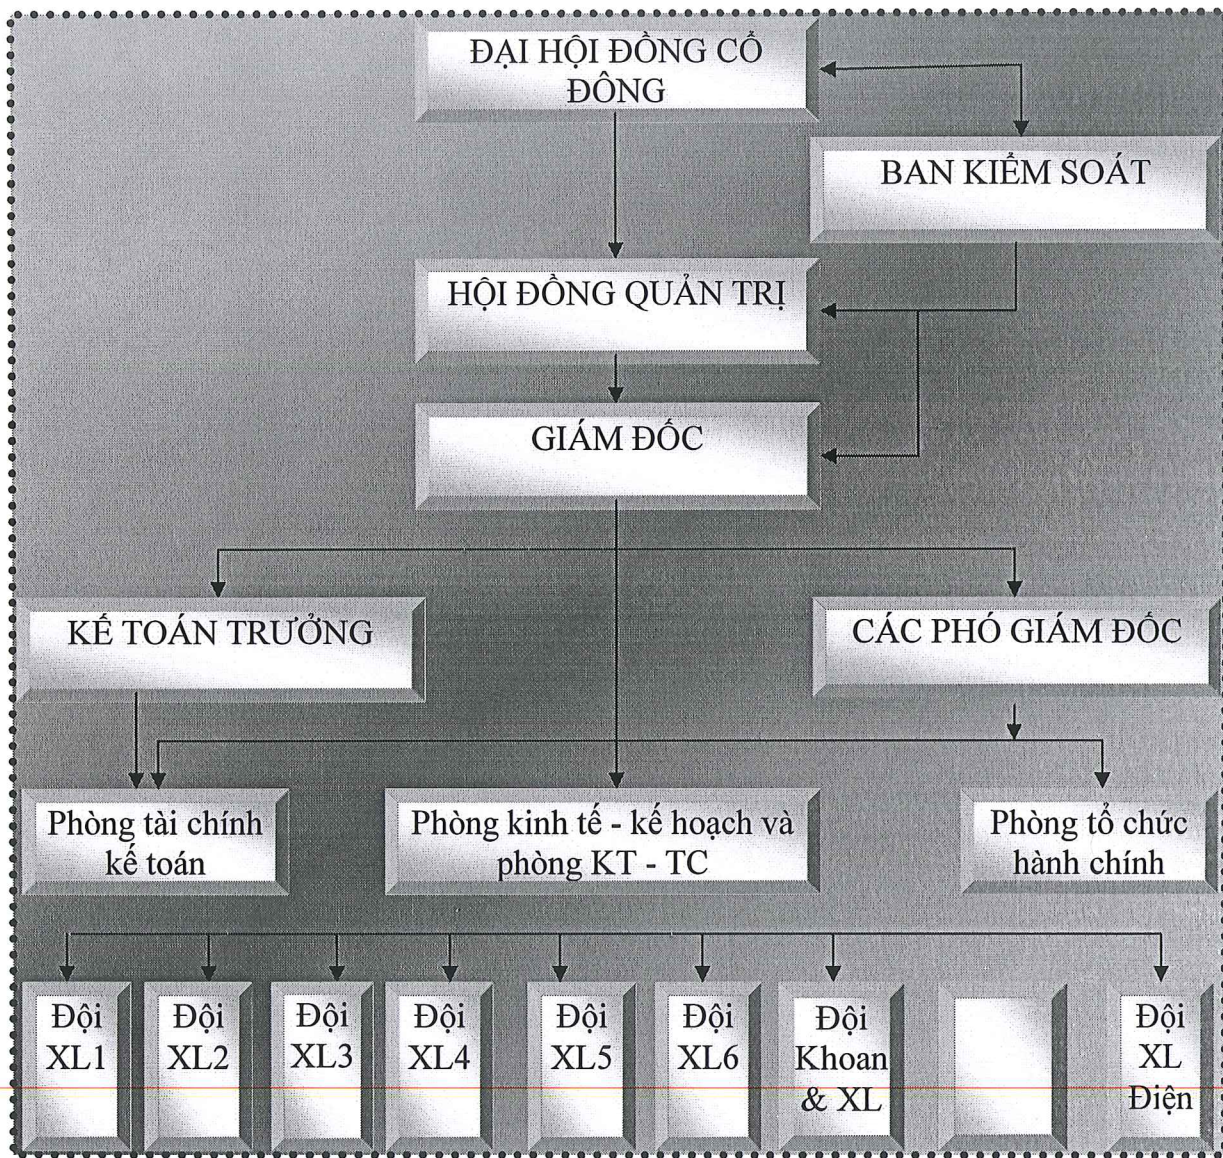 ĐẠI HỘI ĐỒNG CỔ
ĐÔNG
BAN KIỂM SOÁT
HỘI ĐỒNG QUẢN TRỊ
GIÁM ĐỐC
KẾ TOÁN TRƯỞNG
CÁC PHÓ GIÁM ĐỐC
Phòng tài chính
kế toán
Phòng kinh tế - kế hoạch và
phòng KT - TC
Phòng tổ chức
hành chính
Đội
XL1
Đội
XL2
Đội
XL3
Đội
XL4
Đội
XL5
Đội
XL6
Đội
Khoan
& XL
Đội
XL
Điện